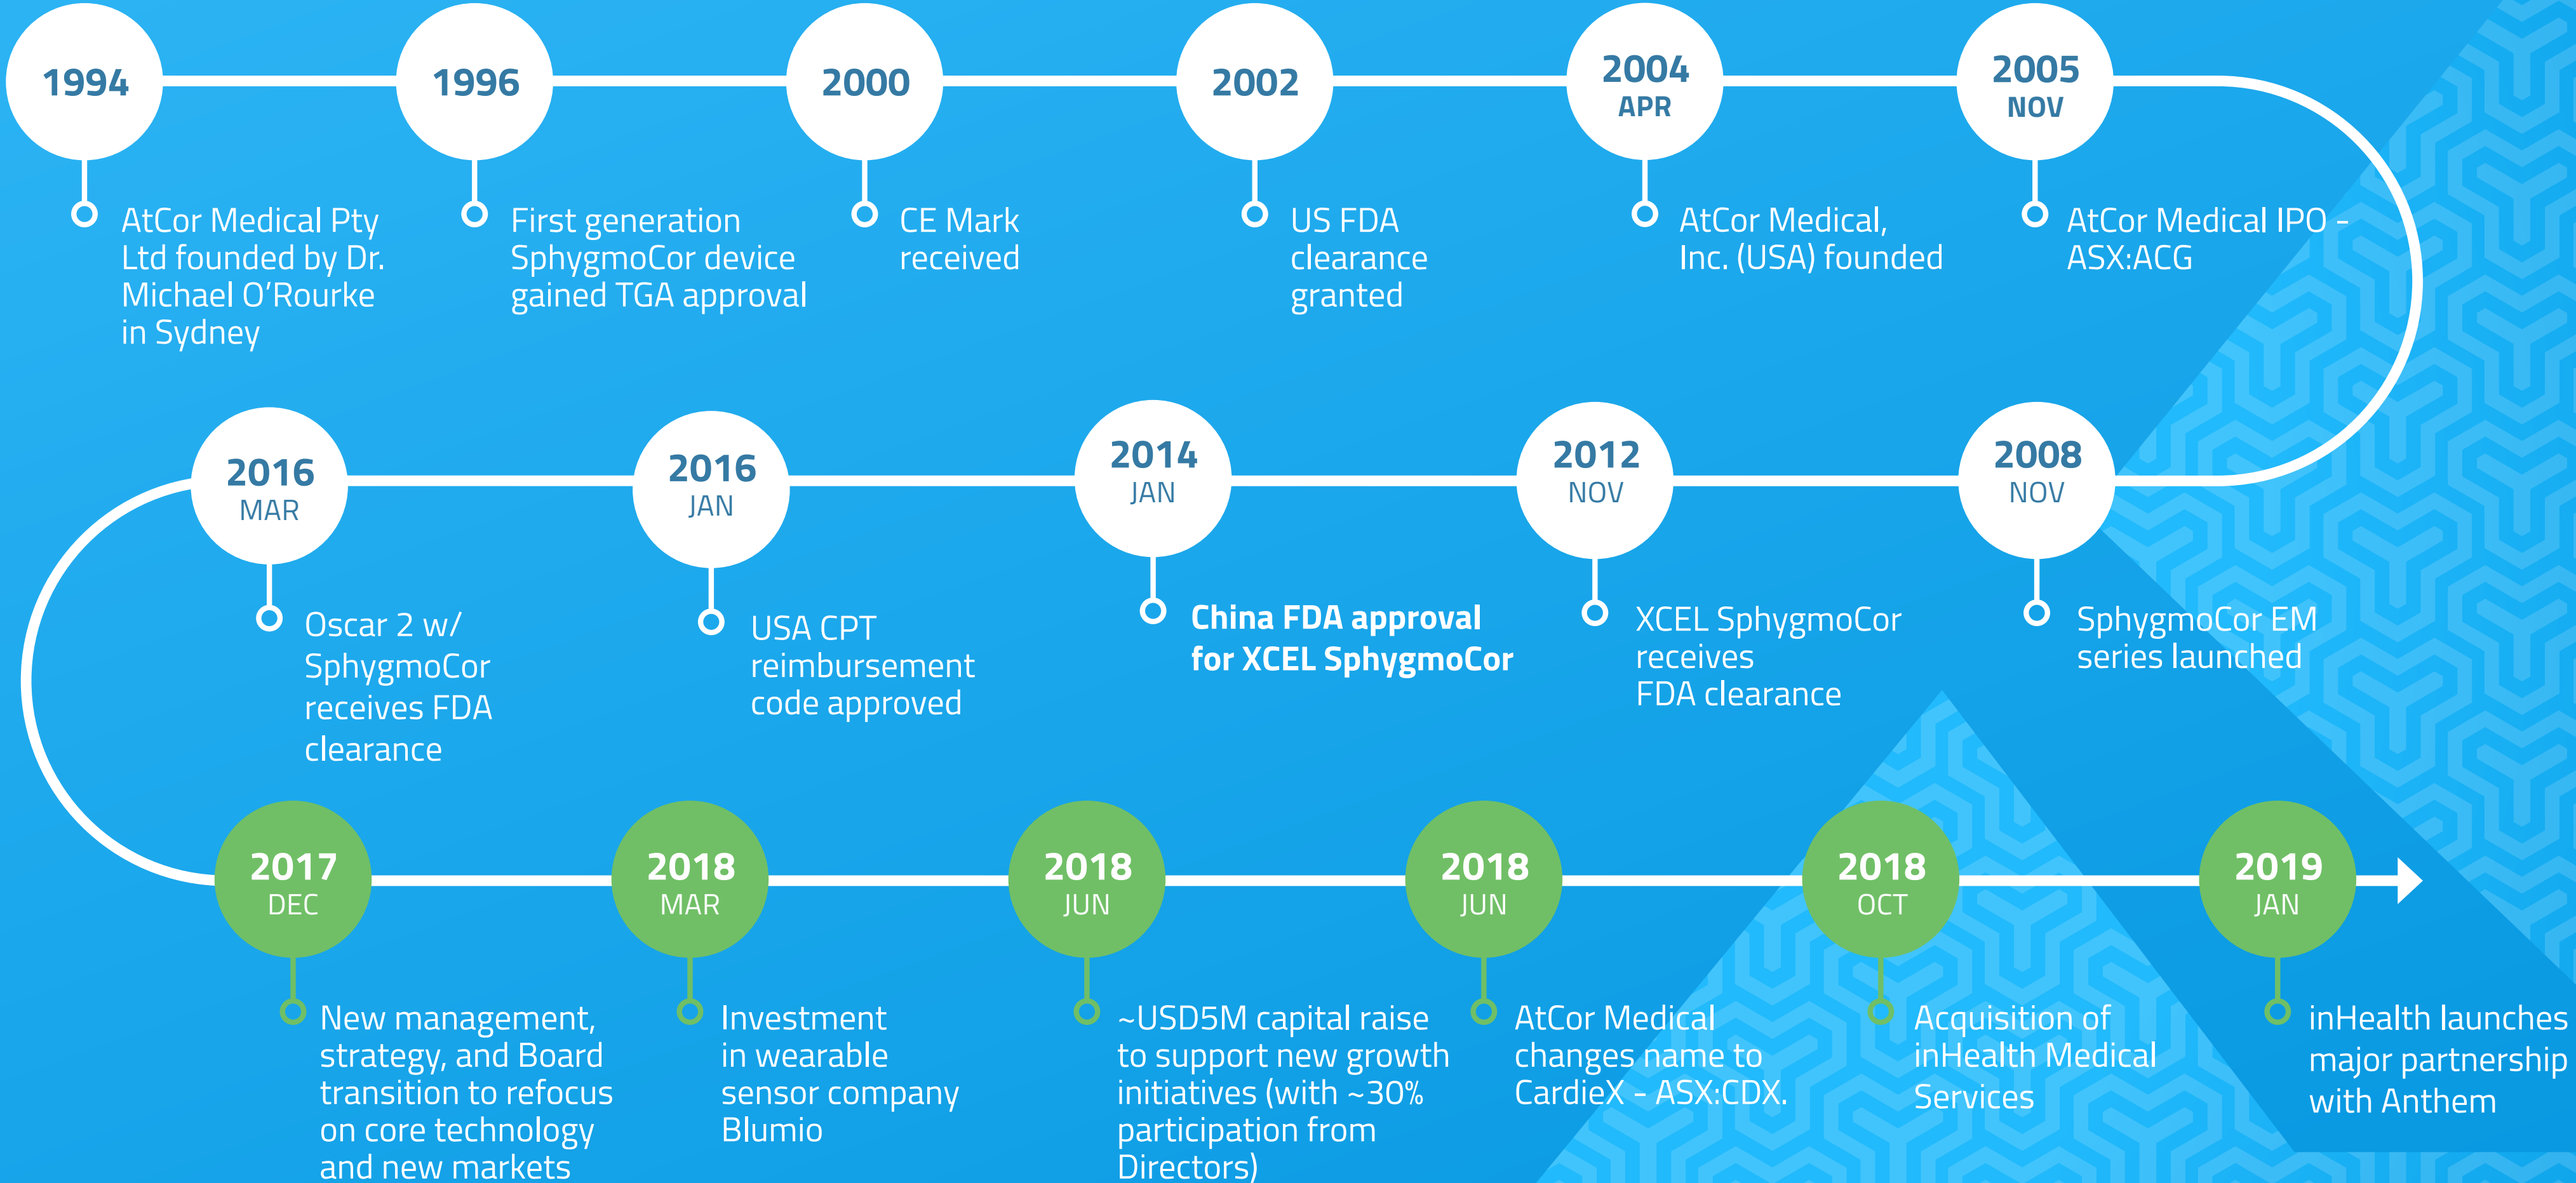 1994
AtCor Medical Pty
Ltd founded by Dr.
Michael O’Rourke
in Sydney
1996
First generation
SphygmoCor device
gained TGA approval
2000
CE Mark
received
2002
US FDA
clearance
granted
2004
APR
AtCor Medical,
Inc. (USA) founded
2005
NOV
AtCor Medical IPO -
ASX:ACG
2008
NOV
SphygmoCor EM
series launched
2012
NOV
XCEL SphygmoCor
receives
FDA clearance
2014
JAN
China FDA approval
for XCEL SphygmoCor
2016
JAN
USA CPT
reimbursement
code approved
2016
MAR
Oscar 2 w/
SphygmoCor
receives FDA
clearance
2017
DEC
New management,
strategy, and Board
transition to refocus
on core technology
and new markets
2018
MAR
Investment
in wearable
sensor company
Blumio
2018
JUN
~USD5M capital raise
to support new growth
initiatives (with ~30%
participation from
Directors)
2018
JUN
AtCor Medical
changes name to
CardieX - ASX:CDX.
2018
OCT
Acquisition of
inHealth Medical
Services
2019
JAN
inHealth launches
major partnership
with Anthem